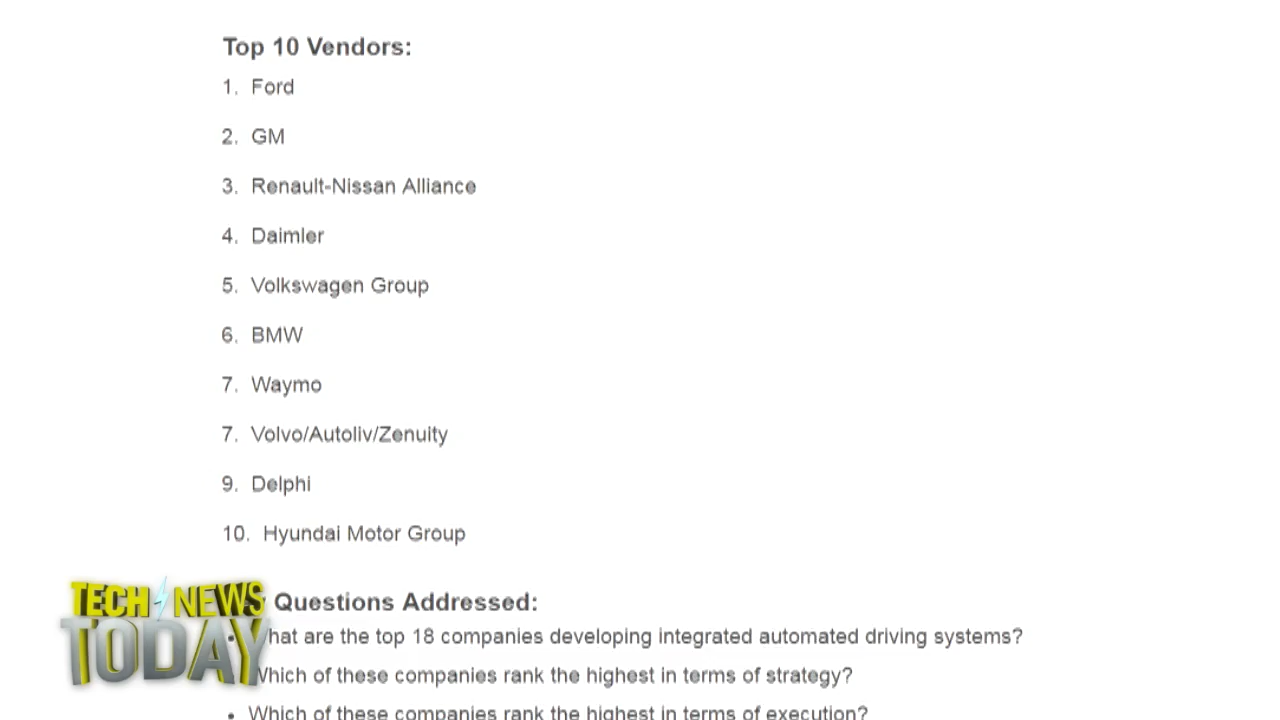 Top 10 Vendors:
1. Ford
2. GM
3. Renault-Nissan Alliance
4. Daimler
5. Volkswagen Group
6. BMW
7. Waymo
7. Volvo/Autoliv/Zenuity
9. Delphi
10. Hyundai Motor Group
Questions Addressed:
hat are the top 18 companies developing integrated automated driving systems?
Which of these companies rank the highest in terms of strategy?
• Which of these companies rank the highest in terms of execution?
TECH NEWS
TODAY